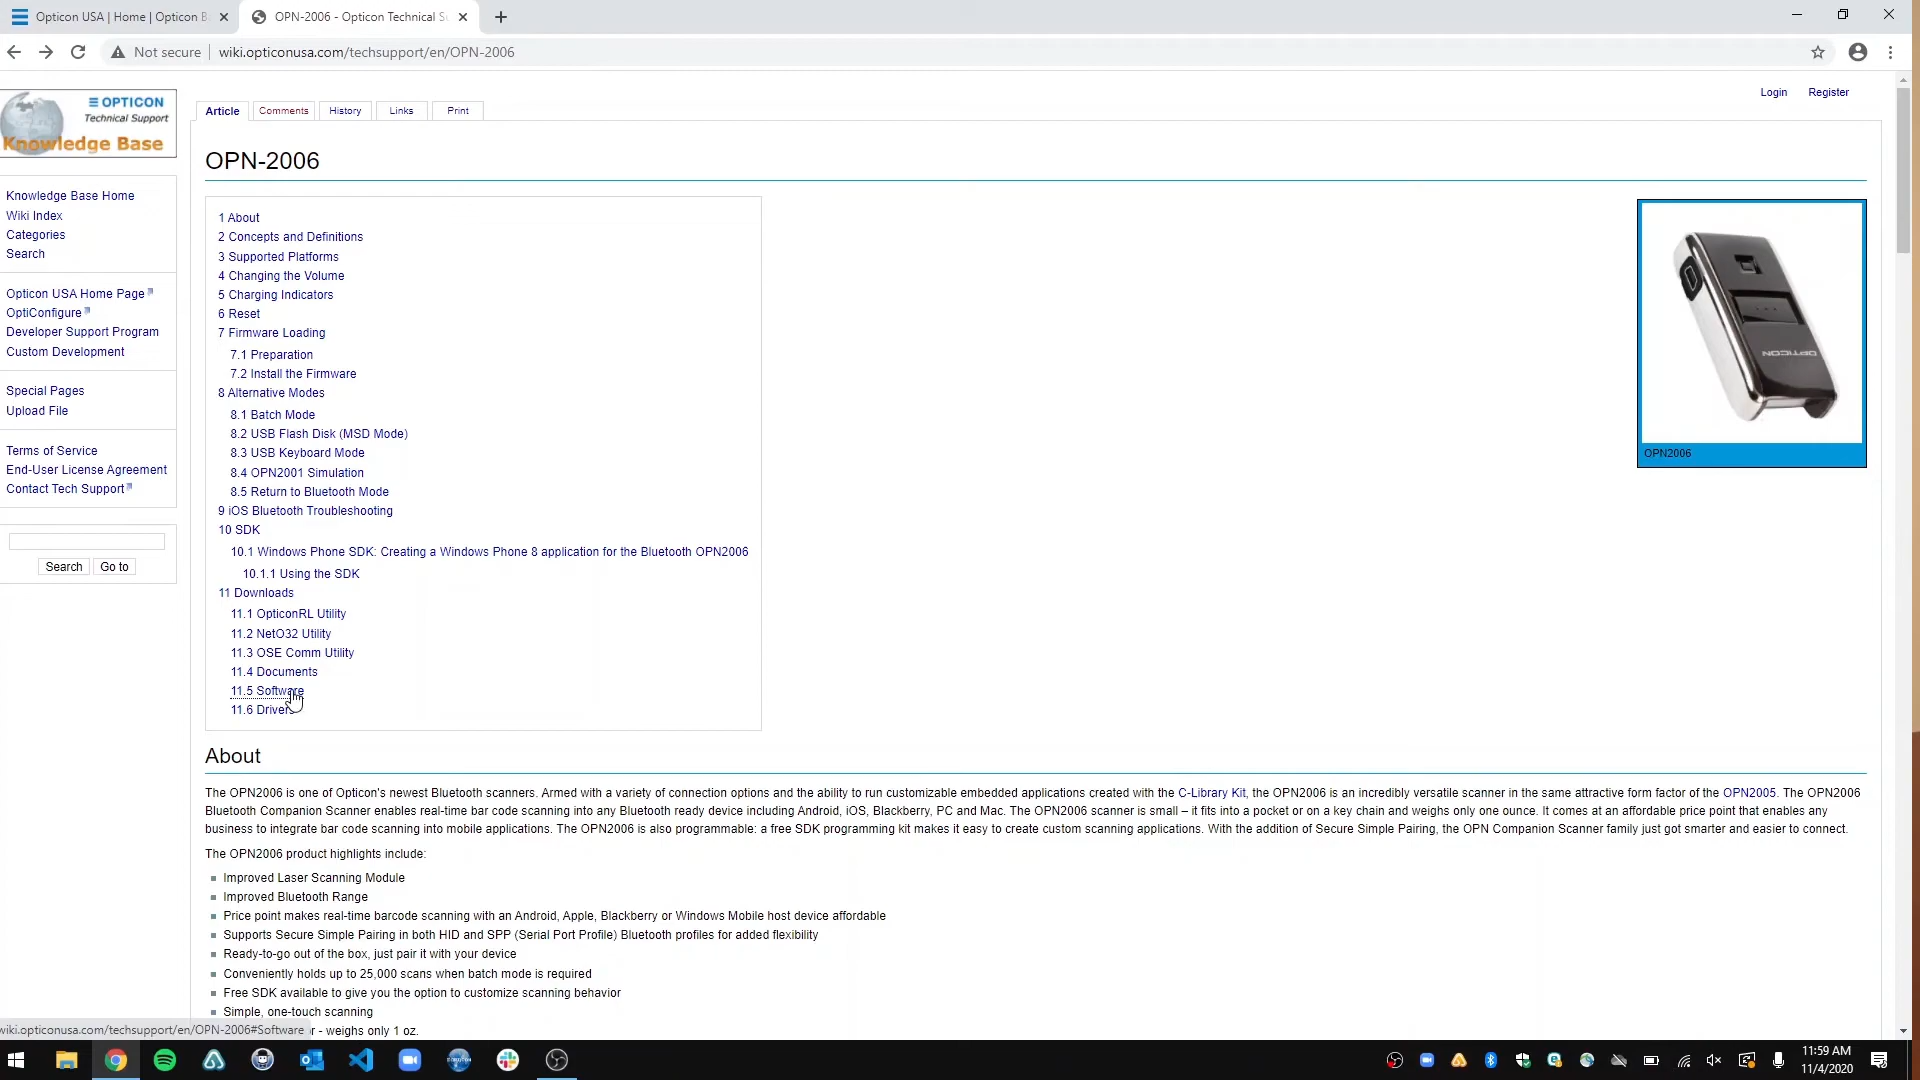 Opticon USA | Home | Opticon B
OPN-2006 - Opticon Technical S
Not secure
wiki.opticonusa.com/techsupport/en/OPN-2006
Login
Register
OPTICON
Technical Support
Knowledge Base
Article
Comments
History
Links
Print
OPN-2006
Knowledge Base Home
Wiki Index
Categories
Search
Opticon USA Home Page
OptiConfigure
Developer Support Program
Custom Development
Special Pages
Upload File
Terms of Service
End-User License Agreement
Contact Tech Support
Search
Go to
1 About
2 Concepts and Definitions
3 Supported Platforms
4 Changing the Volume
5 Charging Indicators
6 Reset
7 Firmware Loading
7.1 Preparation
7.2 Install the Firmware
8 Alternative Modes
8.1 Batch Mode
8.2 USB Flash Disk (MSD Mode)
8.3 USB Keyboard Mode
8.4 OPN2001 Simulation
8.5 Return to Bluetooth Mode
9 iOS Bluetooth Troubleshooting
10 SDK
10.1 Windows Phone SDK: Creating a Windows Phone 8 application for the Bluetooth OPN2006
10.1.1 Using the SDK
11 Downloads
11.1 OpticonRL Utility
11.2 NetO32 Utility
11.3 OSE Comm Utility
11.4 Documents
11.5 Software
11.6 Drivers
OPTICON
OPN2006
About
The OPN2006 is one of Opticon's newest Bluetooth scanners. Armed with a variety of connection options and the ability to run customizable embedded applications created with the C-Library Kit, the OPN2006 is an incredibly versatile scanner in the same attractive form factor of the OPN2005. The OPN2006
Bluetooth Companion Scanner enables real-time bar code scanning into any Bluetooth ready device including Android, iOS, Blackberry, PC and Mac. The OPN2006 scanner is small – it fits into a pocket or on a key chain and weighs only one ounce. It comes at an affordable price point that enables any
business to integrate bar code scanning into mobile applications. The OPN2006 is also programmable: a free SDK programming kit makes it easy to create custom scanning applications. With the addition of Secure Simple Pairing, the OPN Companion Scanner family just got smarter and easier to connect.
The OPN2006 product highlights include:
Improved Laser Scanning Module
Improved Bluetooth Range
Price point makes real-time barcode scanning with an Android, Apple, Blackberry or Windows Mobile host device affordable
Supports Secure Simple Pairing in both HID and SPP (Serial Port Profile) Bluetooth profiles for added flexibility
Ready-to-go out of the box, just pair it with your device
Conveniently holds up to 25,000 scans when batch mode is required
Free SDK available to give you the option to customize scanning behavior
Simple, one-touch scanning
r - weighs only 1 oz.
wiki.opticonusa.com/techsupport/en/OPN-2006#Software
11:59 AM
11/4/2020